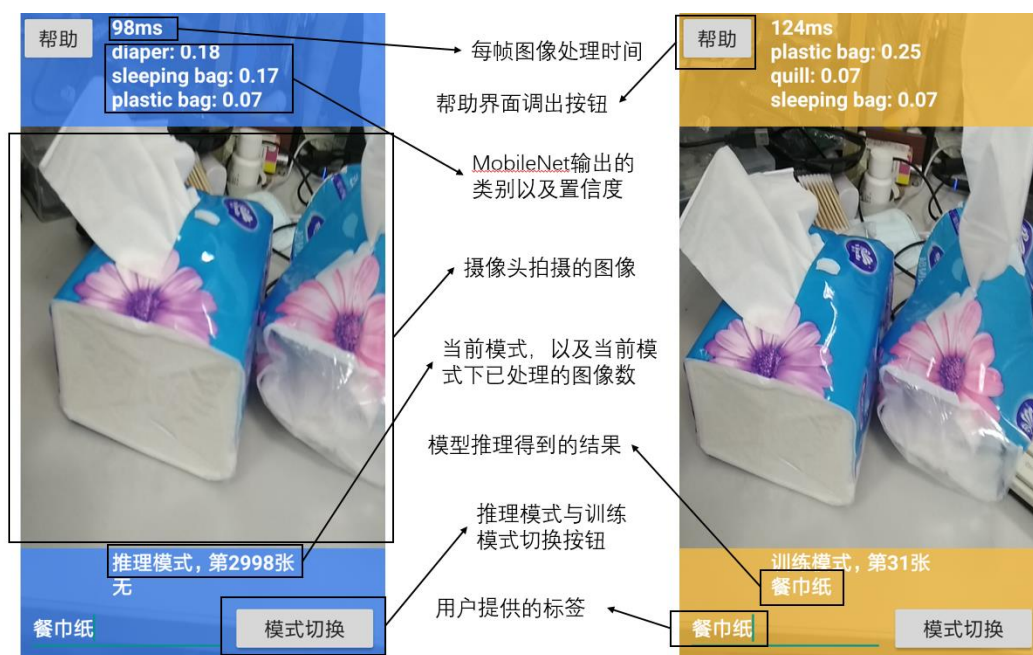 帮助
98ms
diaper: 0.18
sleeping bag: 0.17
plastic bag: 0.07
推理模式, 第2998张
无
餐巾纸
模式切换
每帧图像处理时间
帮助界面调出按钮
MobileNet输出的
类别以及置信度
摄像头拍摄的图像
当前模式，以及当前模
式下已处理的图像数
模型推理得到的结果
推理模式与训练
模式切换按钮
用户提供的标签
帮助
124ms
plastic bag: 0.25
quill: 0.07
sleeping bag: 0.07
训练模式, 第31张
餐巾纸
餐巾纸
模式切换